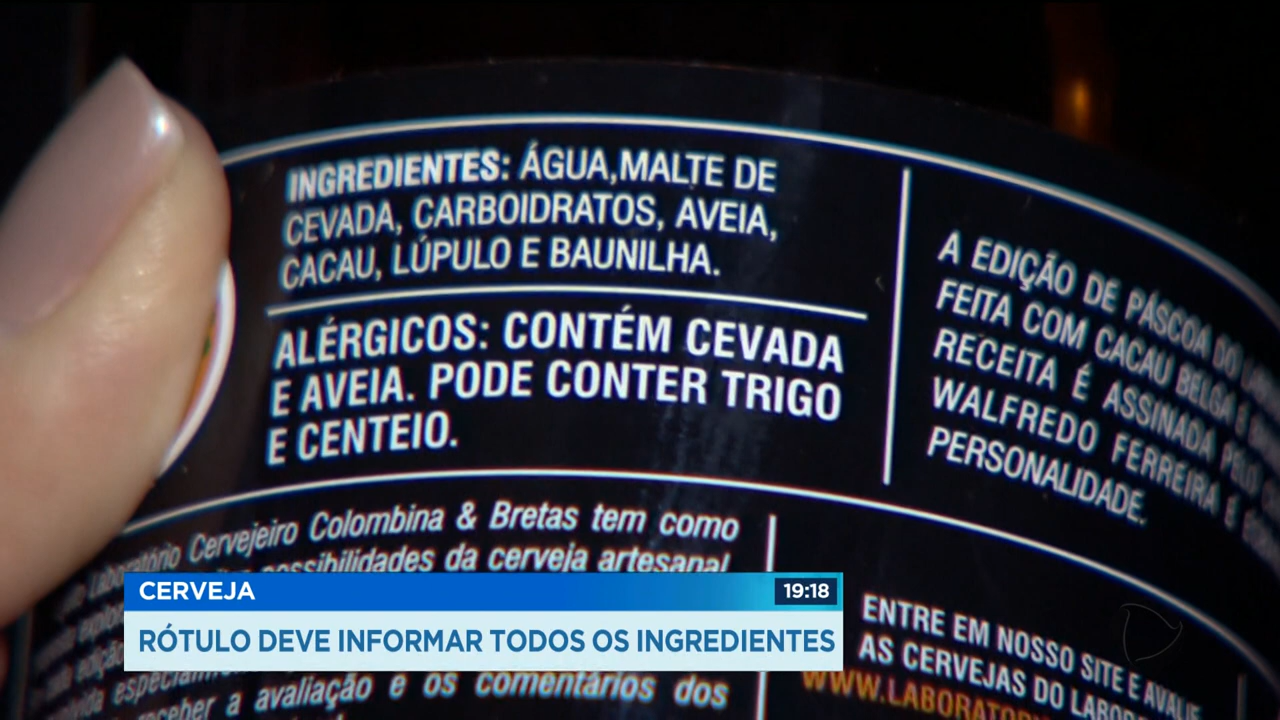 INGREDIENTES: ÁGUA,MALTE DE
CEVADA, CARBOIDRATOS, AVEIA,
CACAU, LÚPULO E BAUNILHA.
ALÉRGICOS: CONTÉM CEVADA
E AVEIA. PODE CONTER TRIGO
E CENTEIO.
A EDIÇÃO DE PÁSCOA DO
FEITA COM CACAU BELGA E
RECEITA É ASSINADA PELO
WALFREDO FERREIRA E
PERSONALIDADE.
Cervejeiro Colombina & Bretas tem como
da cerveja artesanal
receber a avaliação e os comentários dos
ENTRE EM NOSSO SITE E AVALIE
AS CERVEJAS DO
CERVEJA
19:18
RÓTULO DEVE INFORMAR TODOS OS INGREDIENTES